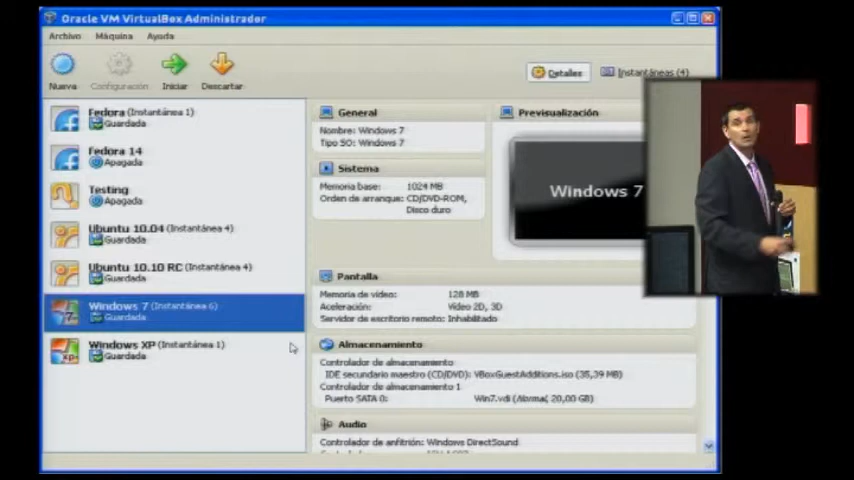 Oracle VM VirtualBox Administrador
Archivo Máquina Ayuda
Nueva Configuración Iniciar Descartar
Detalles Instantáneas (4)
Fedora (Instantánea 1)
Guardada
Fedora 14
Apagada
Testing
Apagada
Ubuntu 10.04 (Instantánea 4)
Guardada
Ubuntu 10.10 RC (Instantánea 4)
Guardada
Windows 7 (Instantánea 6)
Guardada
Windows XP (Instantánea 1)
Guardada
General
Nombre: Windows 7
Tipo SO: Windows 7
Previsualización
Windows 7
Sistema
Memoria base: 1024 MB
Orden de arranque: CD/DVD-ROM,
Disco duro
Pantalla
Memoria de vídeo: 128 MB
Aceleración: Vídeo 2D, 3D
Servidor de escritorio remoto: Inhabilitado
Almacenamiento
Controlador de almacenamiento
IDE secundario maestro (CD/DVD): VBoxGuestAdditions.iso (35,39 MB)
Controlador de almacenamiento 1
Puerto SATA 0: Win7.vdi (Normal, 20,00 GB)
Audio
Controlador de anfitrión: Windows DirectSound